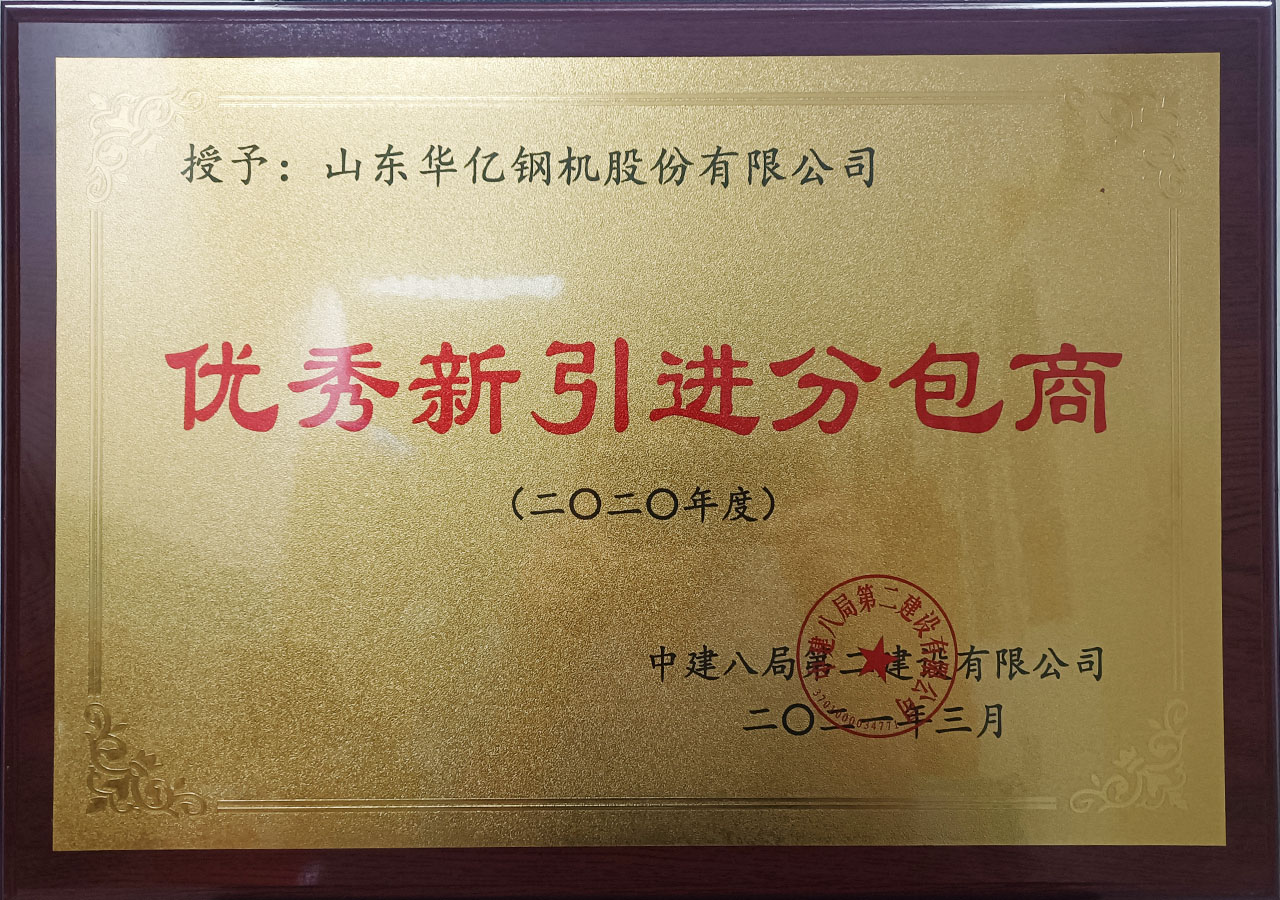 授予：山东华亿钢机股份有限公司
优秀新引进分包商
（二〇二〇年度）
中建八局第二建设有限公司
二〇二一年三月